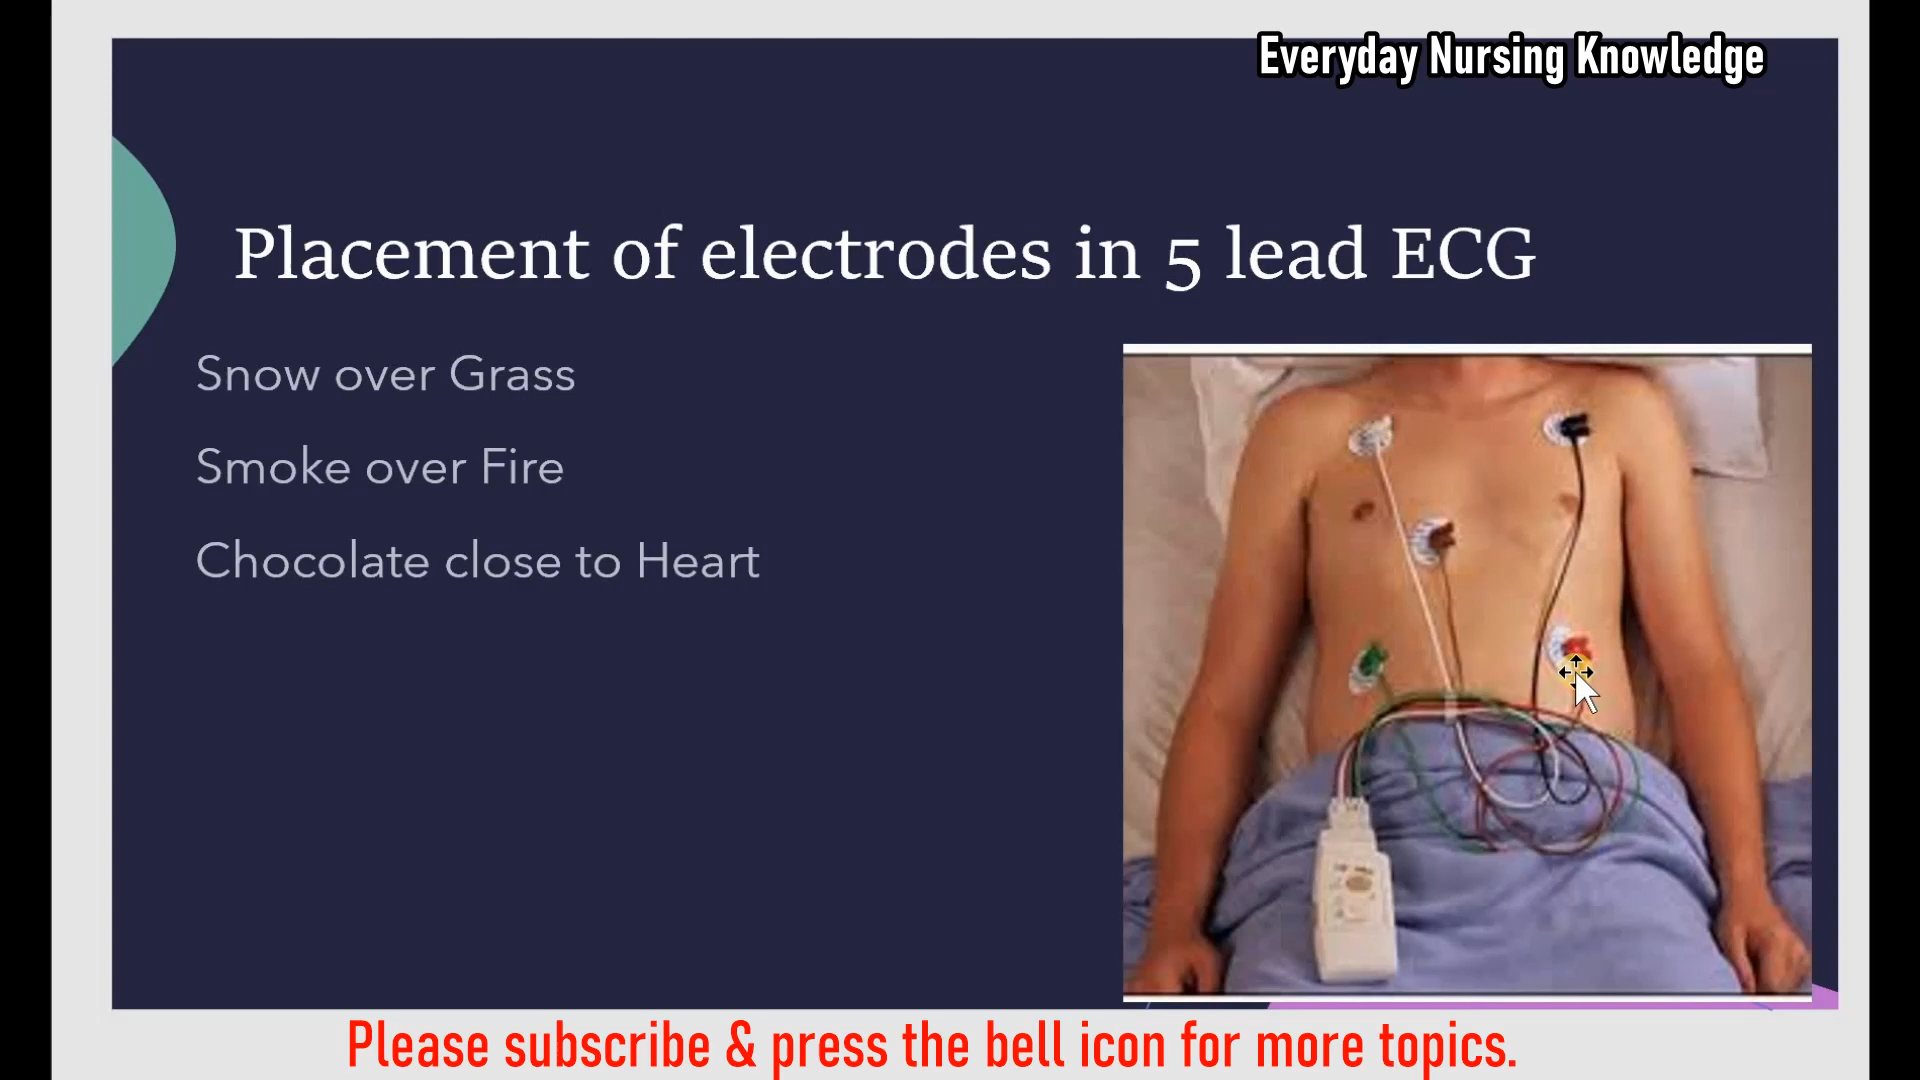 Everyday Nursing Knowledge
Placement of electrodes in 5 lead ECG
Snow over Grass
Smoke over Fire
Chocolate close to Heart
Please subscribe & press the bell icon for more topics.